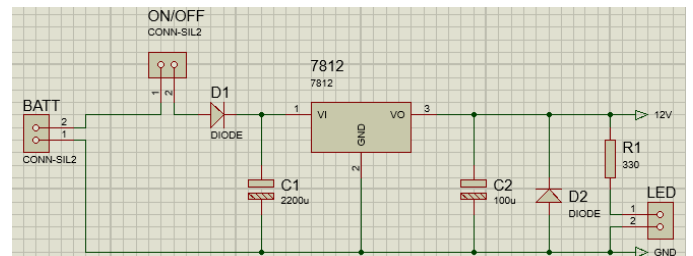 ON/OFF
CONN-SIL2
1
2
BATT
2
1
CONN-SIL2
D1
DIODE
7812
7812
1
VI
VO
3
GND
2
C1
2200u
C2
100u
D2
DIODE
12V
R1
330
LED
1
2
GND